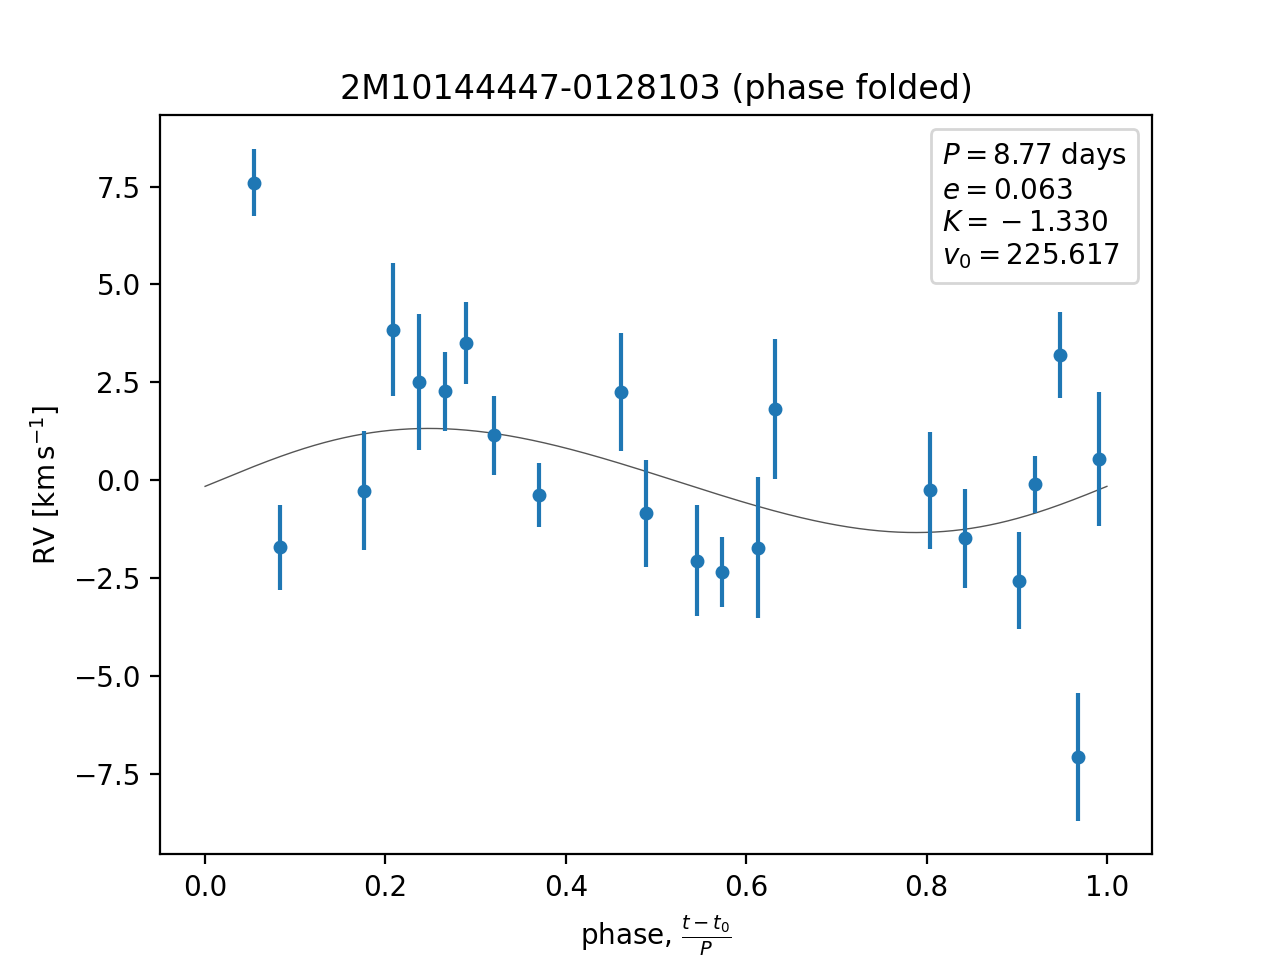 2M10144447-0128103 (phase folded)
P = 8.77 days
e = 0.063
K = −1.330
v₀ = 225.617
RV [km s⁻¹]
7.5
5.0
2.5
0.0
−2.5
−5.0
−7.5
0.0 0.2 0.4 0.6 0.8 1.0
phase, (t − t₀)/P